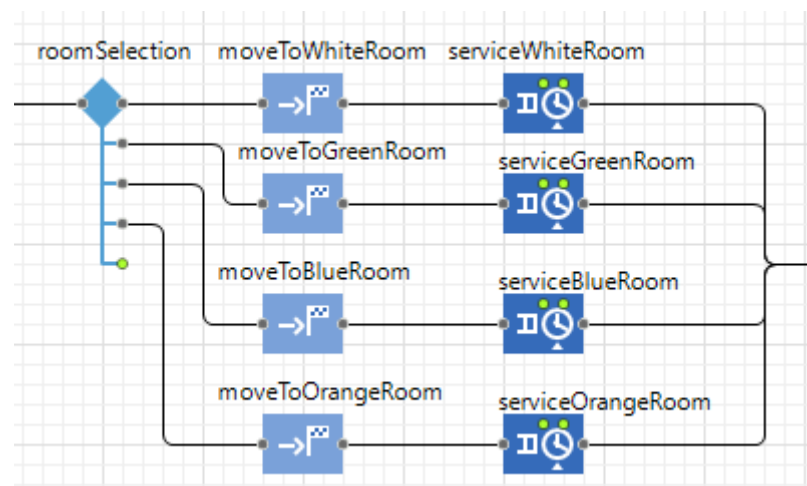 roomSelection
moveToWhiteRoom
serviceWhiteRoom
moveToGreenRoom
serviceGreenRoom
moveToBlueRoom
serviceBlueRoom
moveToOrangeRoom
serviceOrangeRoom